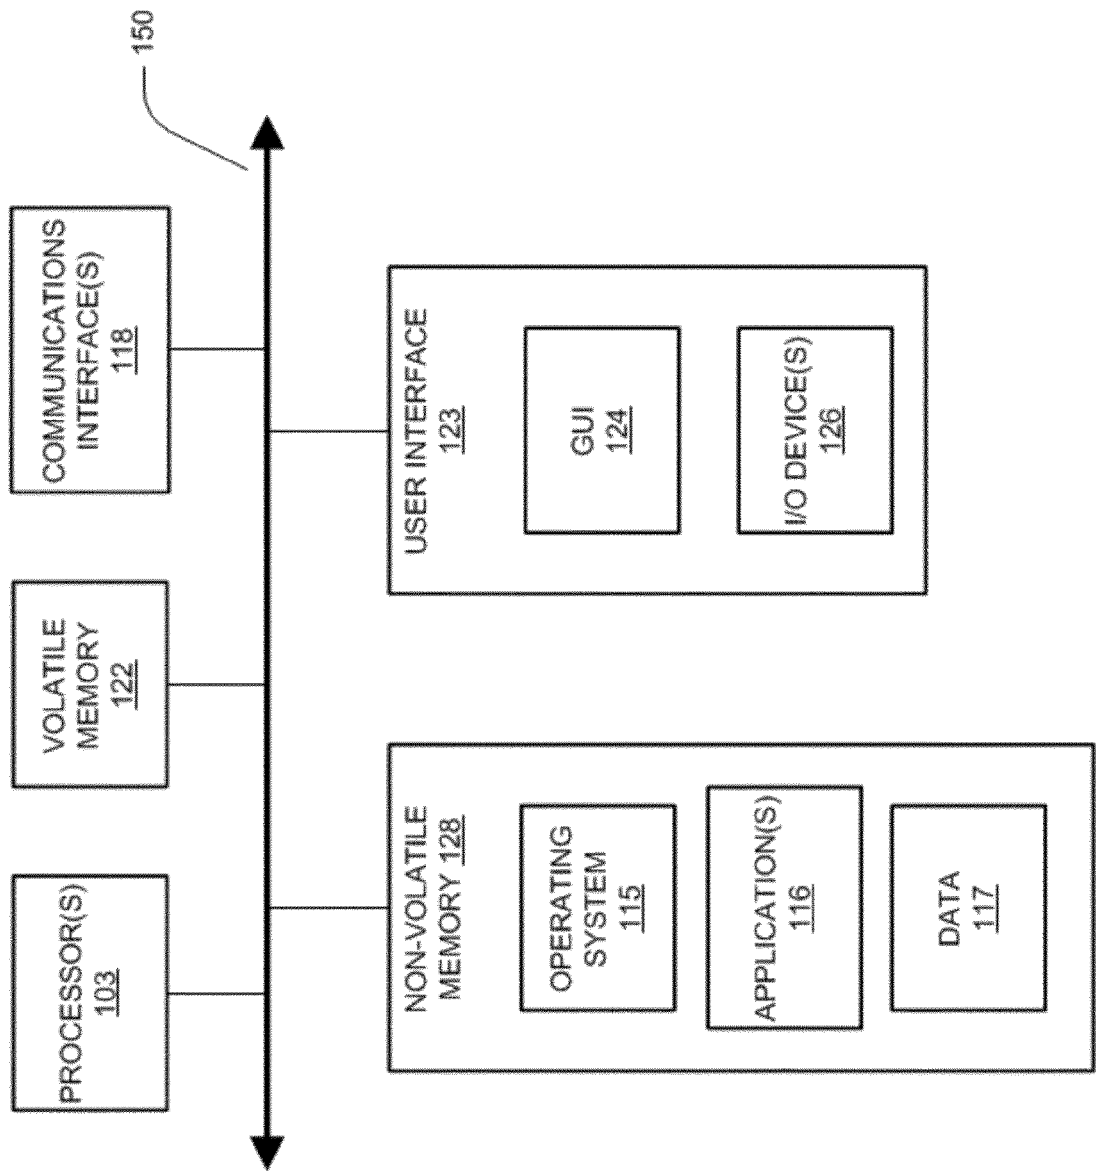 PROCESSOR(S)
103
VOLATILE
MEMORY
122
COMMUNICATIONS
INTERFACE(S)
118
150
NON-VOLATILE
MEMORY 128
OPERATING
SYSTEM
115
APPLICATION(S)
116
DATA
117
USER INTERFACE
123
GUI
124
I/O DEVICE(S)
126